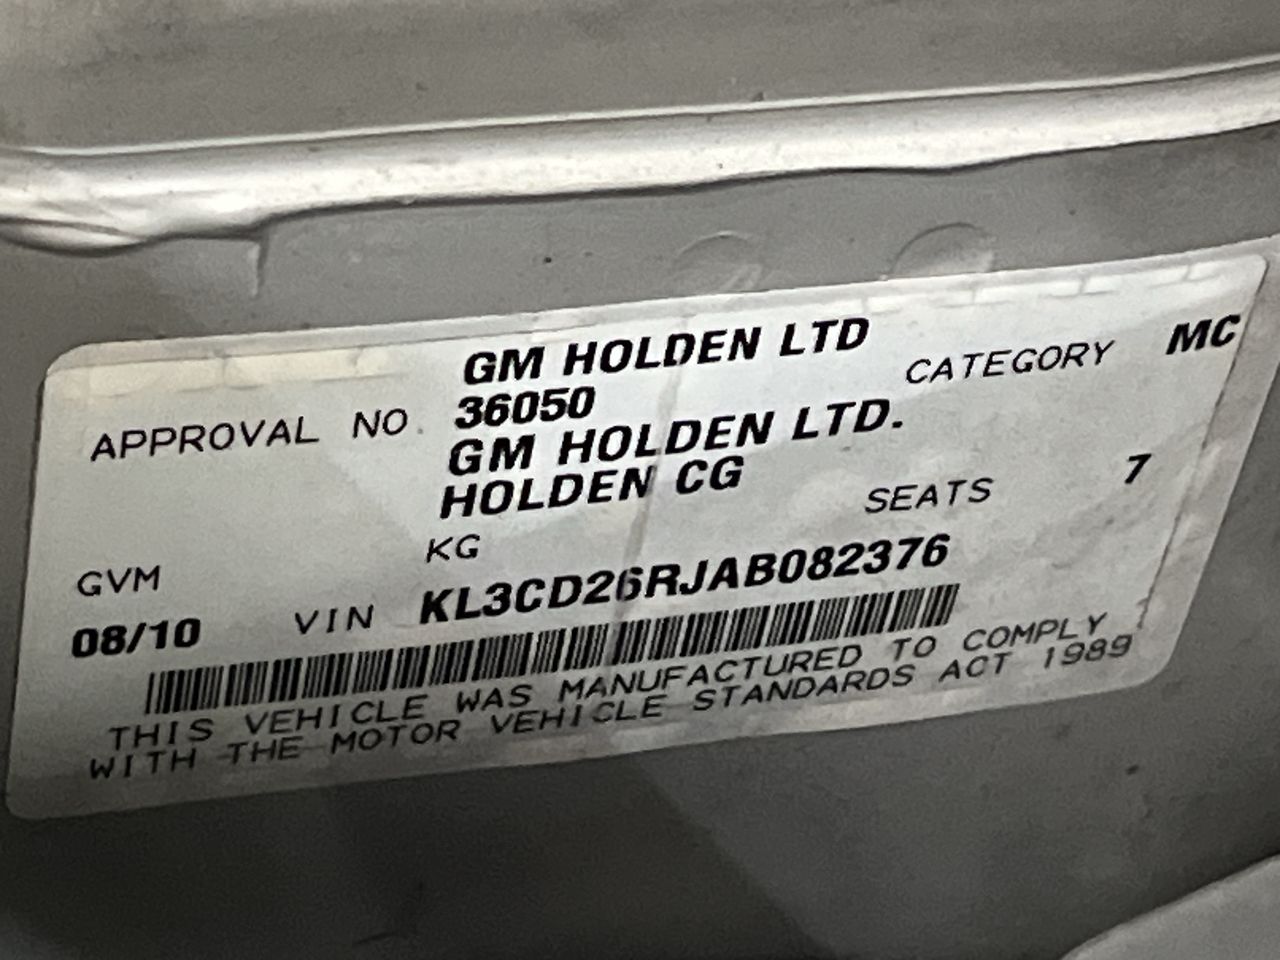 GM HOLDEN LTD
APPROVAL NO. 36050 CATEGORY MC
GM HOLDEN LTD.
HOLDEN CG SEATS 7
GVM KG
08/10 VIN KL3CD26RJAB082376
THIS VEHICLE WAS MANUFACTURED TO COMPLY
WITH THE MOTOR VEHICLE STANDARDS ACT 1989